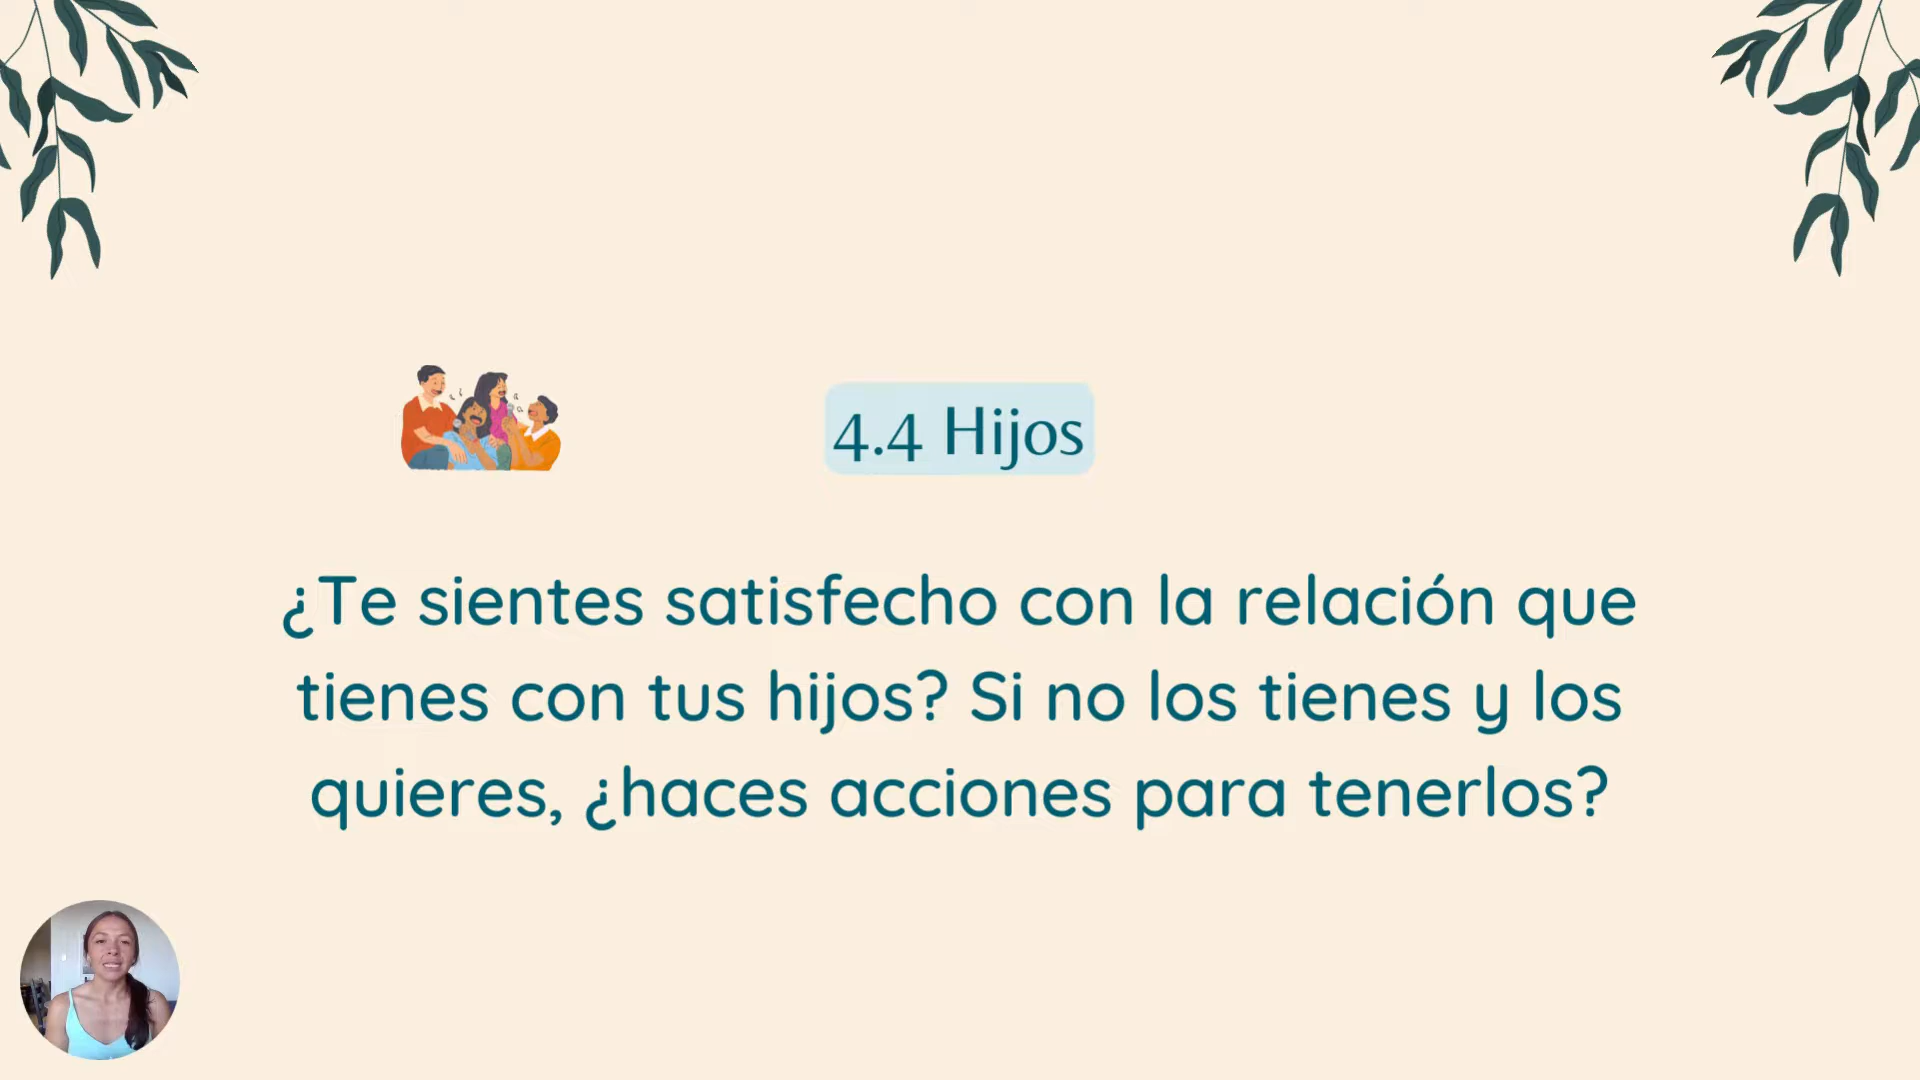 4.4 Hijos
¿Te sientes satisfecho con la relación que
tienes con tus hijos? Si no los tienes y los
quieres, ¿haces acciones para tenerlos?